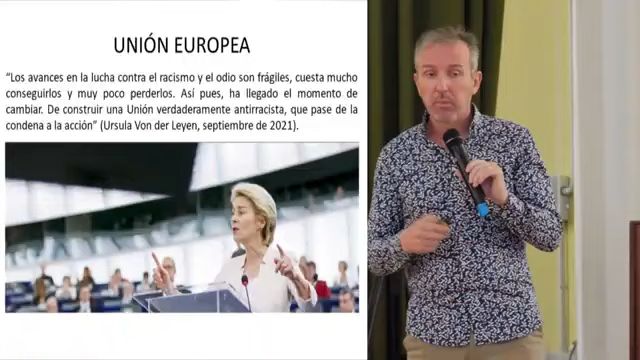 UNIÓN EUROPEA
“Los avances en la lucha contra el racismo y el odio son frágiles, cuesta mucho
conseguirlos y muy poco perderlos. Así pues, ha llegado el momento de
cambiar. De construir una Unión verdaderamente antirracista, que pase de la
condena a la acción” (Ursula Von der Leyen, septiembre de 2021).